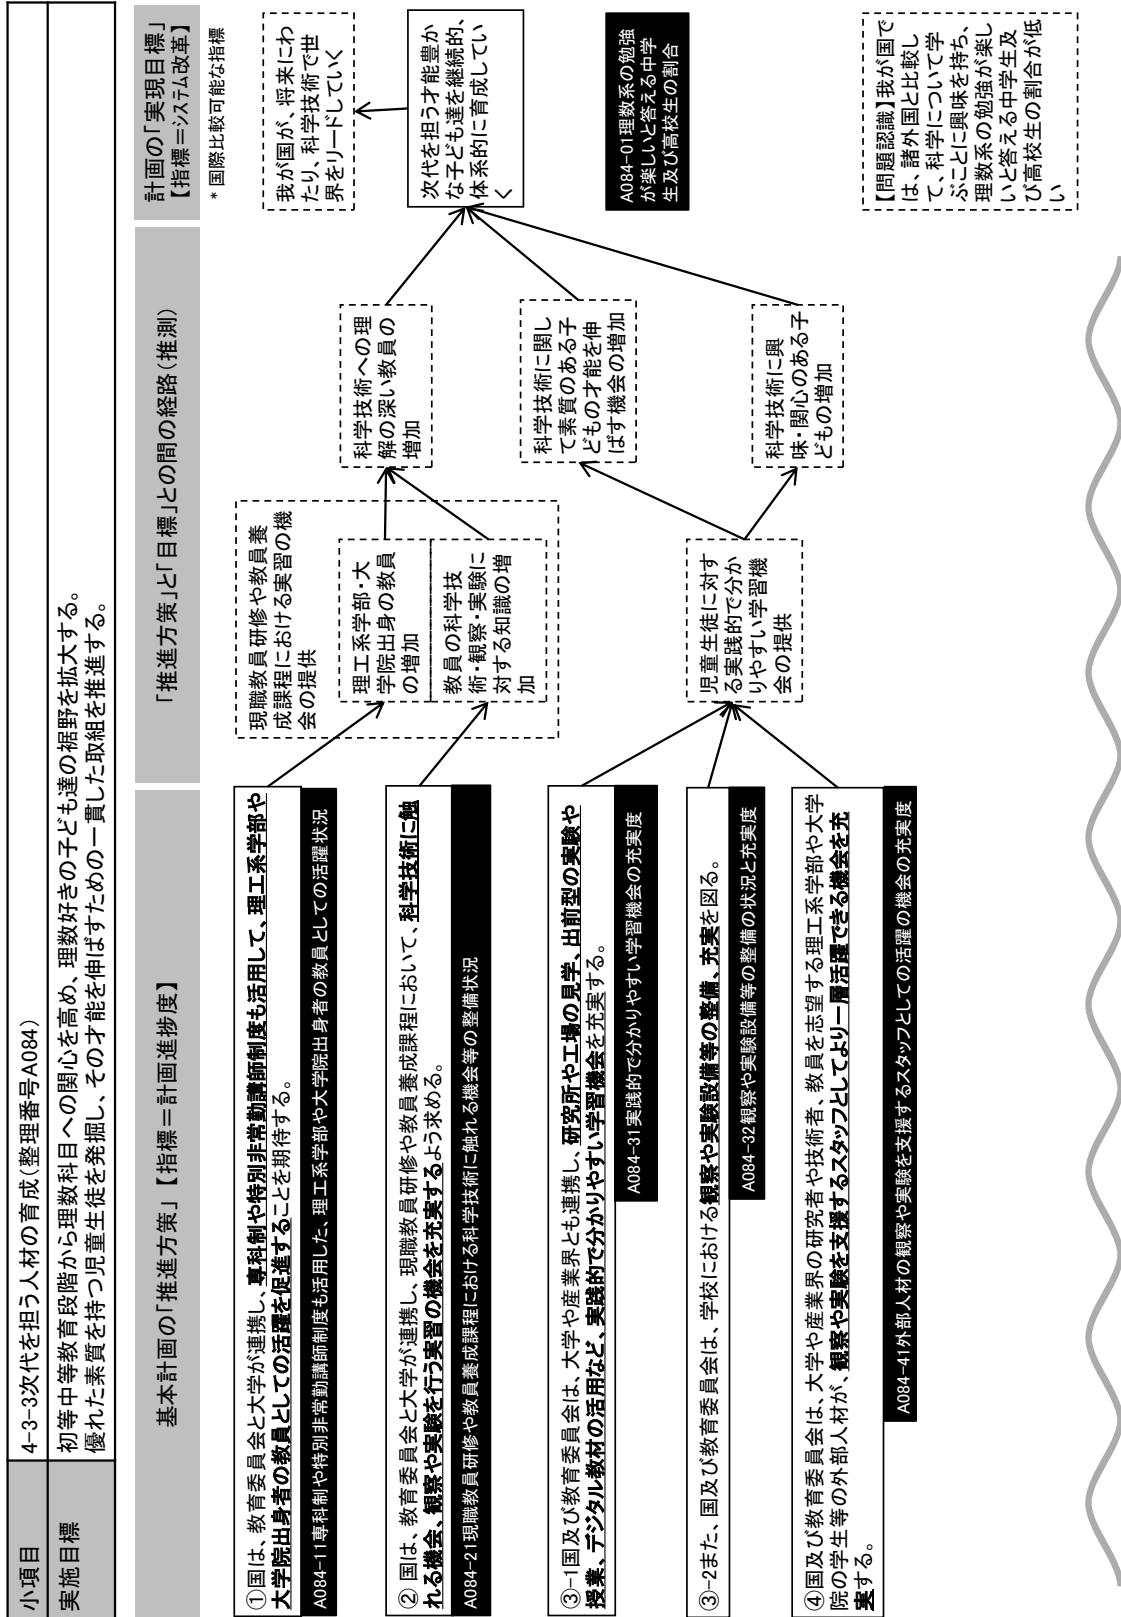 小項目
4-3-3次代を担う人材の育成(整理番号A084)
実施目標
初等中等教育段階から理数科目への関心を高め、理数好きの子ども達の裾野を拡大する。
優れた素質を持つ児童生徒を発掘し、その才能を伸ばすための一貫した取組を推進する。
基本計画の「推進方策」【指標＝計画進捗度】
「推進方策」と「目標」との間の経路(推測)
計画の「実現目標」
【指標＝システム改革】
* 国際比較可能な指標
①国は、教育委員会と大学が連携し、専科制や特別非常勤講師制度も活用して、理工系学部や
大学院出身者の教員としての活躍を促進することを期待する。
A084-11専科制や特別非常勤講師制度も活用した、理工系学部や大学院出身者の教員としての活躍状況
② 国は、教育委員会と大学が連携し、現職教員研修や教員養成課程において、科学技術に触
れる機会、観察や実験を行う実習の機会を充実するよう求める。
A084-21現職教員研修や教員養成課程における科学技術に触れる機会等の整備状況
③-1国及び教育委員会は、大学や産業界とも連携し、研究所や工場の見学、出前型の実験や
授業、デジタル教材の活用など、実践的で分かりやすい学習機会を充実する。
A084-31実践的で分かりやすい学習機会の充実度
③-2また、国及び教育委員会は、学校における観察や実験設備等の整備、充実を図る。
A084-32観察や実験設備等の整備の状況と充実度
④国及び教育委員会は、大学や産業界の研究者や技術者、教員を志望する理工系学部や大学
院の学生等の外部人材が、観察や実験を支援するスタッフとしてより一層活躍できる機会を充
実する。
A084-41外部人材の観察や実験を支援するスタッフとしての活躍の機会の充実度
現職教員研修や教員養
成課程における実習の機
会の提供
理工系学部・大
学院出身の教員
の増加
教員の科学技
術・観察・実験に
対する知識の増
加
児童生徒に対す
る実践的で分か
りやすい学習機
会の提供
科学技術への理
解の深い教員の
増加
科学技術に関し
て素質のある子
どもの才能を伸
ばす機会の増加
科学技術に興
味・関心のある子
どもの増加
我が国が、将来にわ
たり、科学技術で世
界をリードしていく
次代を担う才能豊か
な子ども達を継続的、
体系的に育成してい
く
A084-01理数系の勉強
が楽しいと答える中学
生及び高校生の割合
【問題認識】我が国で
は、諸外国と比較し
て、科学について学
ぶことに興味を持ち、
理数系の勉強が楽し
いと答える中学生及
び高校生の割合が低
い